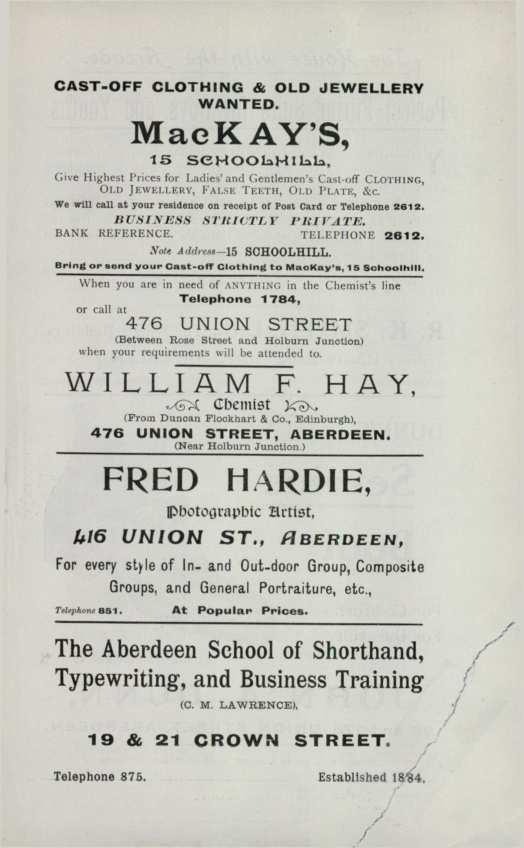 CAST-OFF CLOTHING & OLD JEWELLERY
WANTED.
MacKAY'S,
15 SCHOOLHILL,
Give Highest Prices for Ladies' and Gentlemen's Cast-off CLOTHING,
OLD JEWELLERY, FALSE TEETH, OLD PLATE, &c.
We will call at your residence on receipt of Post Card or Telephone 2612.
BUSINESS STRICTLY PRIVATE.
BANK REFERENCE. TELEPHONE 2612.
Note Address—15 SCHOOLHILL.
Bring or send your Cast-off Clothing to MacKay's, 15 Schoolhill.
When you are in need of ANYTHING in the Chemist's line
Telephone 1784,
or call at
476 UNION STREET
(Between Rose Street and Holburn Junction)
when your requirements will be attended to.
WILLIAM F. HAY,
Chemist
(From Duncan Flockhart & Co., Edinburgh),
476 UNION STREET, ABERDEEN.
(Near Holburn Junction.)
FRED HARDIE,
Photographic Artist,
416 UNION ST., ABERDEEN,
For every style of In- and Out-door Group, Composite
Groups, and General Portraiture, etc.,
Telephone 851. At Popular Prices.
The Aberdeen School of Shorthand,
Typewriting, and Business Training
(C. M. LAWRENCE),
19 & 21 CROWN STREET.
Telephone 875. Established 1884.